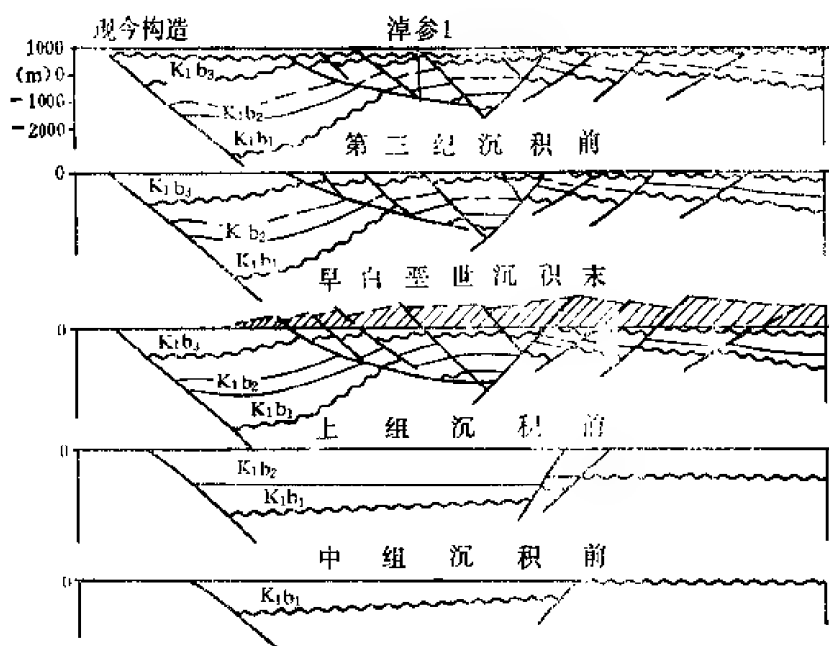 现今构造 淖参1
1000
(m) 0
K₁b₃
-1000
K₁b₂
-2000
K₁b₁
第三纪沉积前
0
K₁b₃
K b₂
K₁b₁
早白垩世沉积末
0
K₁b₃
K₁b₂
K₁b₁
上组沉积前
0
K₁b₂
K₁b₁
中组沉积前
0
K₁b₁